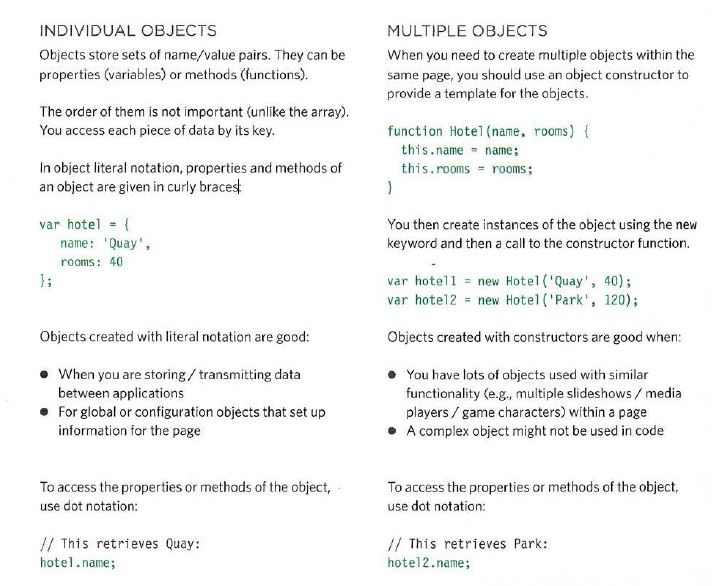 INDIVIDUAL OBJECTS
Objects store sets of name/value pairs. They can be
properties (variables) or methods (functions).
The order of them is not important (unlike the array).
You access each piece of data by its key.
In object literal notation, properties and methods of
an object are given in curly braces
var hotel = {
name: 'Quay',
rooms: 40
};
Objects created with literal notation are good:
● When you are storing / transmitting data
between applications
● For global or configuration objects that set up
information for the page
To access the properties or methods of the object,
use dot notation:
// This retrieves Quay:
hotel.name;
MULTIPLE OBJECTS
When you need to create multiple objects within the
same page, you should use an object constructor to
provide a template for the objects.
function Hotel(name, rooms) {
this.name = name;
this.rooms = rooms;
}
You then create instances of the object using the new
keyword and then a call to the constructor function.
var hotel1 = new Hotel('Quay', 40);
var hotel2 = new Hotel('Park', 120);
Objects created with constructors are good when:
● You have lots of objects used with similar
functionality (e.g., multiple slideshows / media
players / game characters) within a page
● A complex object might not be used in code
To access the properties or methods of the object,
use dot notation:
// This retrieves Park:
hotel2.name;